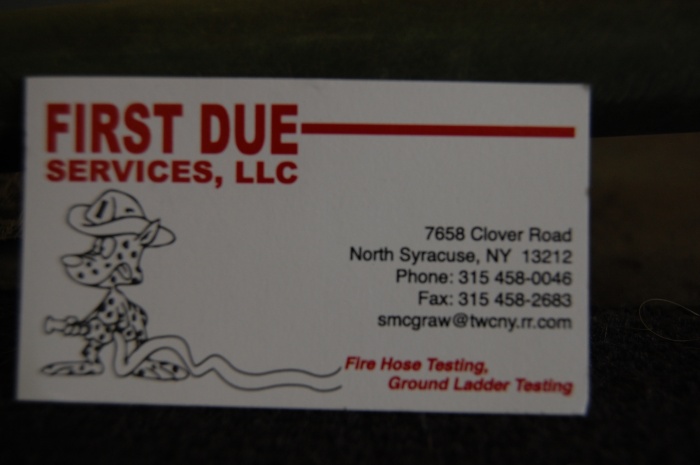 FIRST DUE
SERVICES, LLC
7658 Clover Road
North Syracuse, NY 13212
Phone: 315 458-0046
Fax: 315 458-2683
smcgraw@twcny.rr.com
Fire Hose Testing,
Ground Ladder Testing